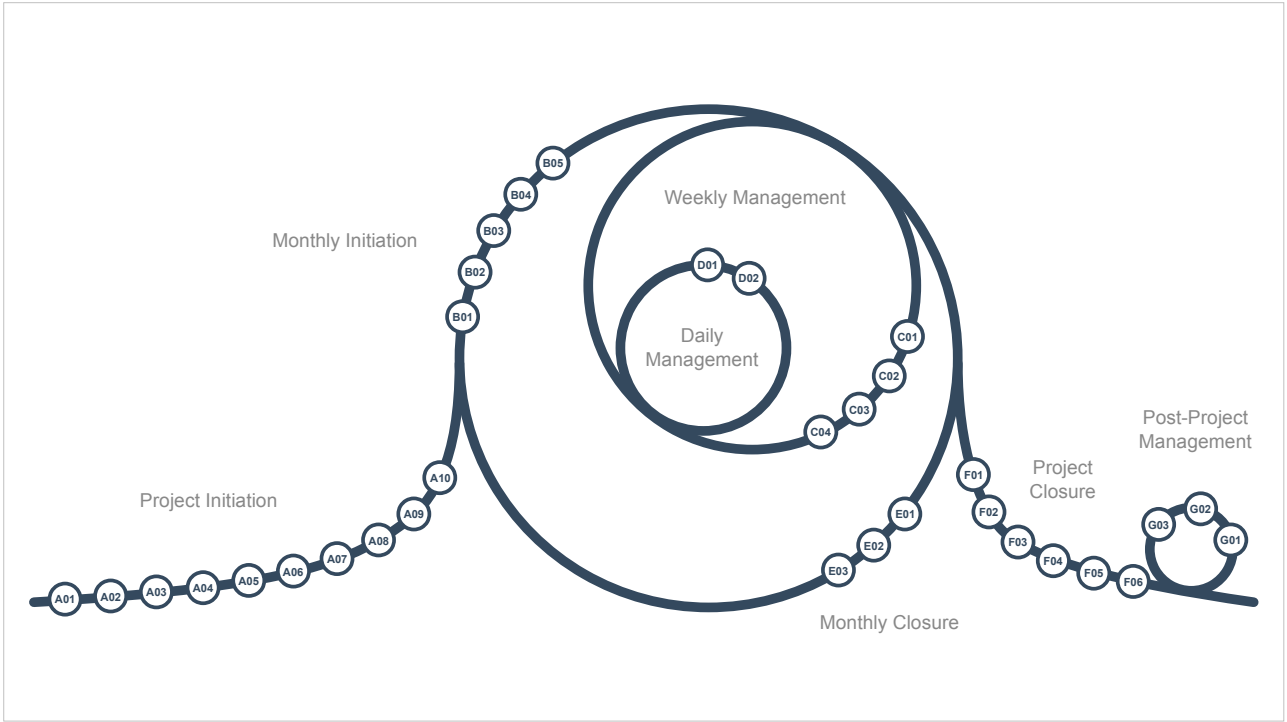 Project Initiation
A01
A02
A03
A04
A05
A06
A07
A08
A09
A10
Monthly Initiation
B01
B02
B03
B04
B05
Weekly Management
C01
C02
C03
C04
Daily
Management
D01
D02
Monthly Closure
E01
E02
E03
Project
Closure
F01
F02
F03
F04
F05
F06
Post-Project
Management
G01
G02
G03